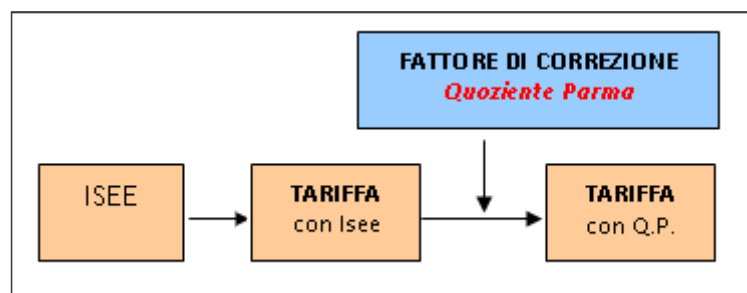 FATTORE DI CORREZIONE
Quoziente Parma
ISEE
TARIFFA
con Isee
TARIFFA
con Q.P.